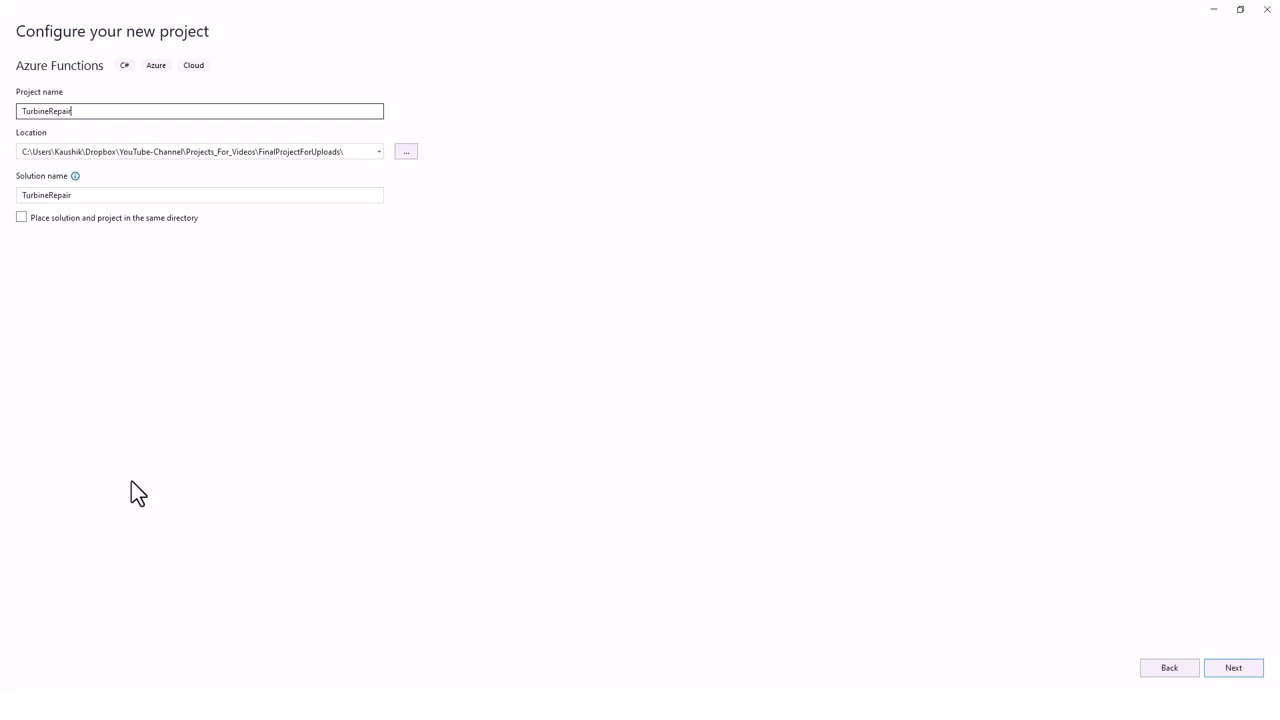 Configure your new project
Azure Functions C# Azure Cloud
Project name
TurbineRepair
Location
C:\Users\Kaushik\Dropbox\YouTube-Channel\Projects_For_Videos\FinalProjectForUploads\
...
Solution name
TurbineRepair
Place solution and project in the same directory
Back Next